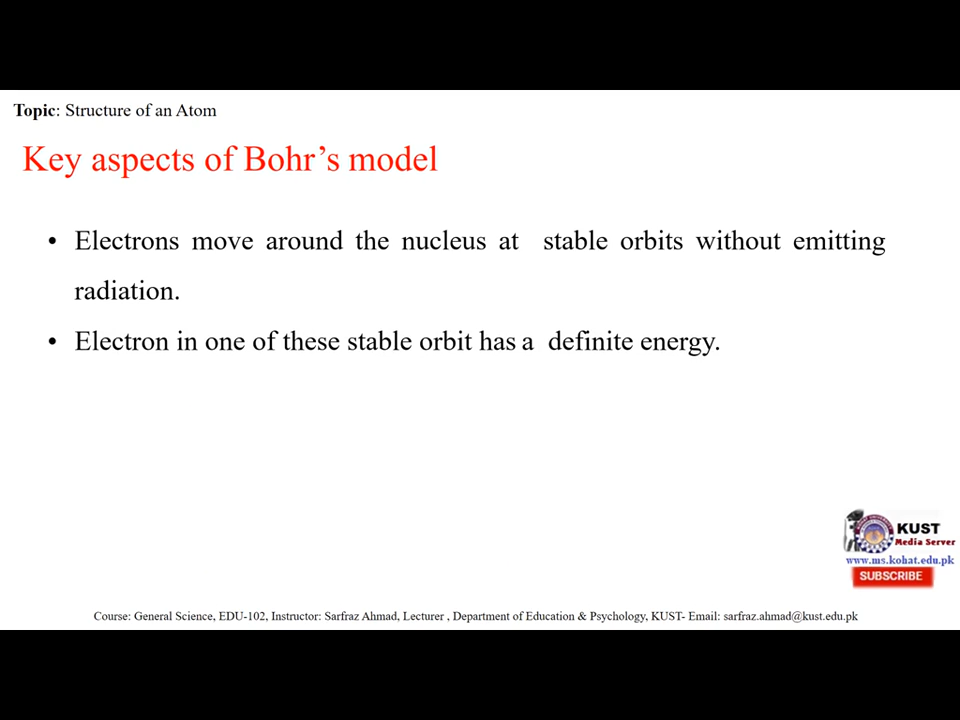 Topic: Structure of an Atom
Key aspects of Bohr’s model
• Electrons move around the nucleus at stable orbits without emitting
radiation.
• Electron in one of these stable orbit has a definite energy.
KUST
Media Server
www.ms.kohat.edu.pk
SUBSCRIBE
Course: General Science, EDU-102, Instructor: Sarfraz Ahmad, Lecturer , Department of Education & Psychology, KUST- Email: sarfraz.ahmad@kust.edu.pk